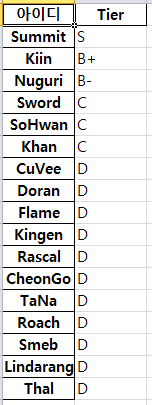 아이디 Tier
Summit S
Kiin B+
Nuguri B-
Sword C
SoHwan C
Khan C
CuVee D
Doran D
Flame D
Kingen D
Rascal D
CheonGo D
TaNa D
Roach D
Smeb D
Lindarang D
Thal D